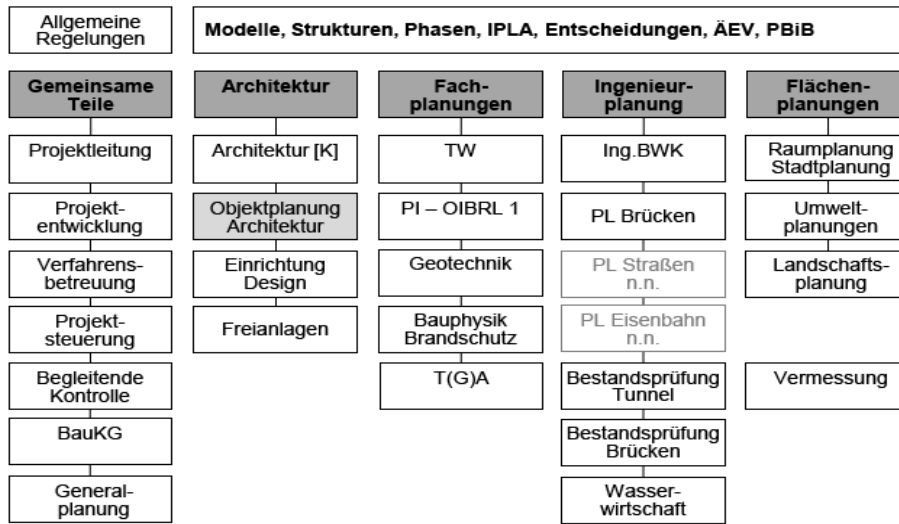 Allgemeine
Regelungen
Modelle, Strukturen, Phasen, IPLA, Entscheidungen, ÄEV, PBiB
Gemeinsame
Teile
Projektleitung
Projekt-
entwicklung
Verfahrens-
betreuung
Projekt-
steuerung
Begleitende
Kontrolle
BauKG
General-
planung
Architektur
Architektur [K]
Objektplanung
Architektur
Einrichtung
Design
Freianlagen
Fach-
planungen
TW
PI – OIBRL 1
Geotechnik
Bauphysik
Brandschutz
T(G)A
Ingenieur-
planung
Ing.BWK
PL Brücken
PL Straßen
n.n.
PL Eisenbahn
n.n.
Bestandsprüfung
Tunnel
Bestandsprüfung
Brücken
Wasser-
wirtschaft
Flächen-
planungen
Raumplanung
Stadtplanung
Umwelt-
planungen
Landschafts-
planung
Vermessung